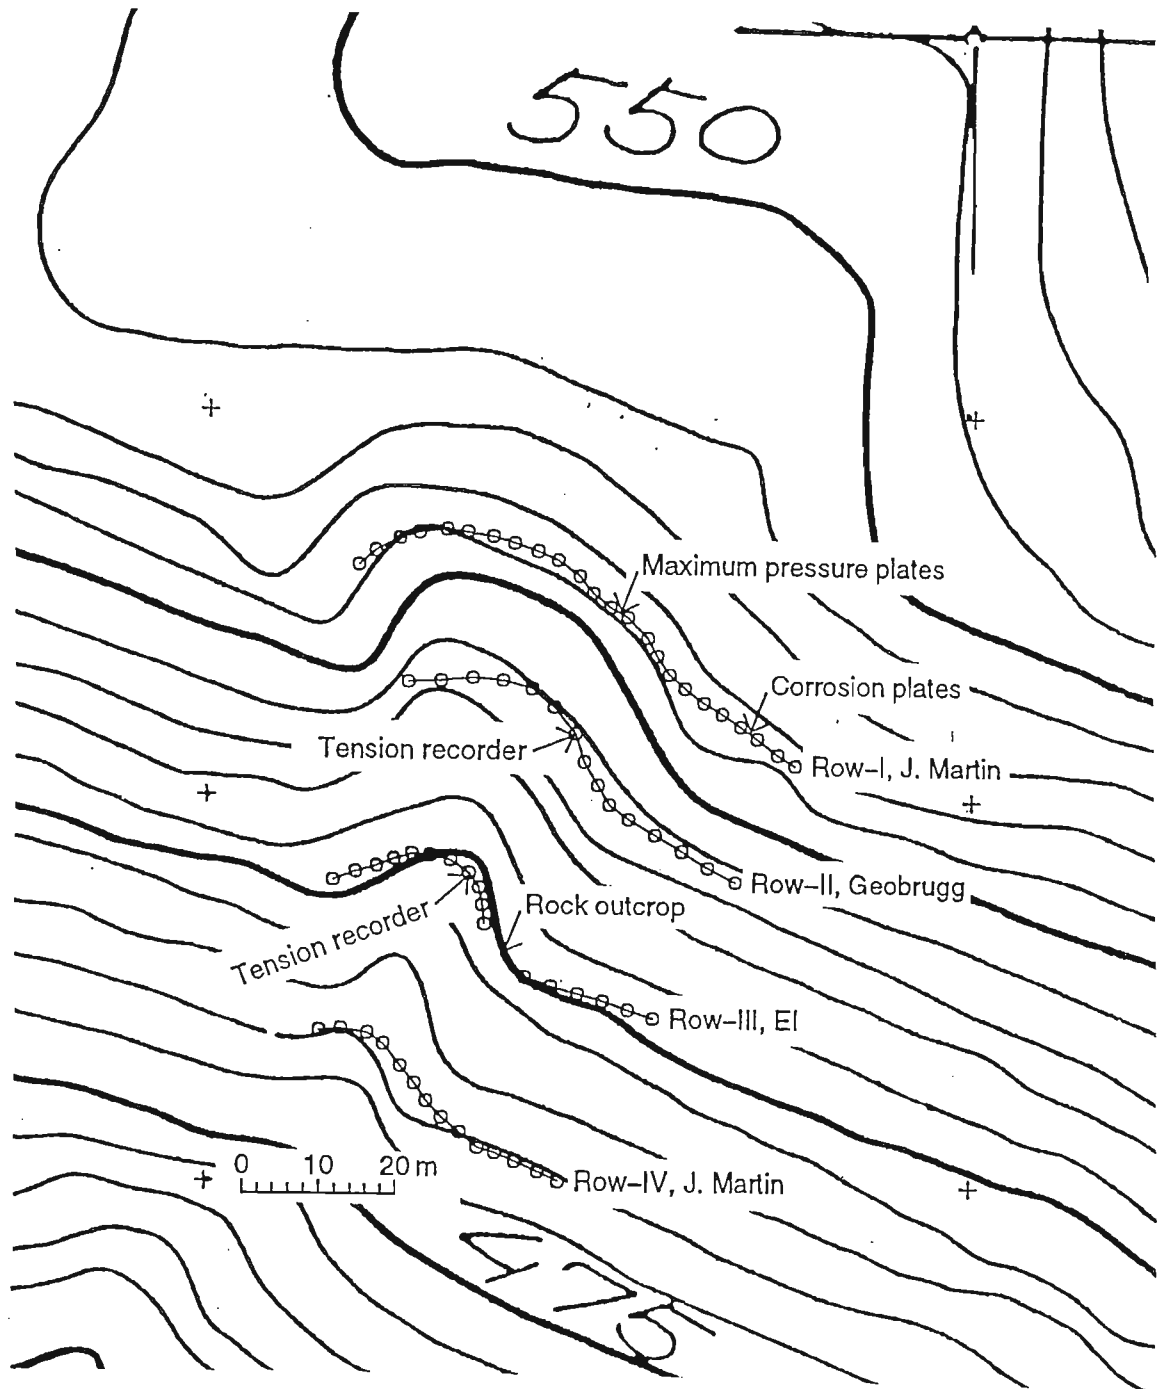 550
Maximum pressure plates
Corrosion plates
Tension recorder
Row-I, J. Martin
Row-II, Geobrugg
Rock outcrop
Tension recorder
Row-III, EI
0 10 20 m
Row-IV, J. Martin
475